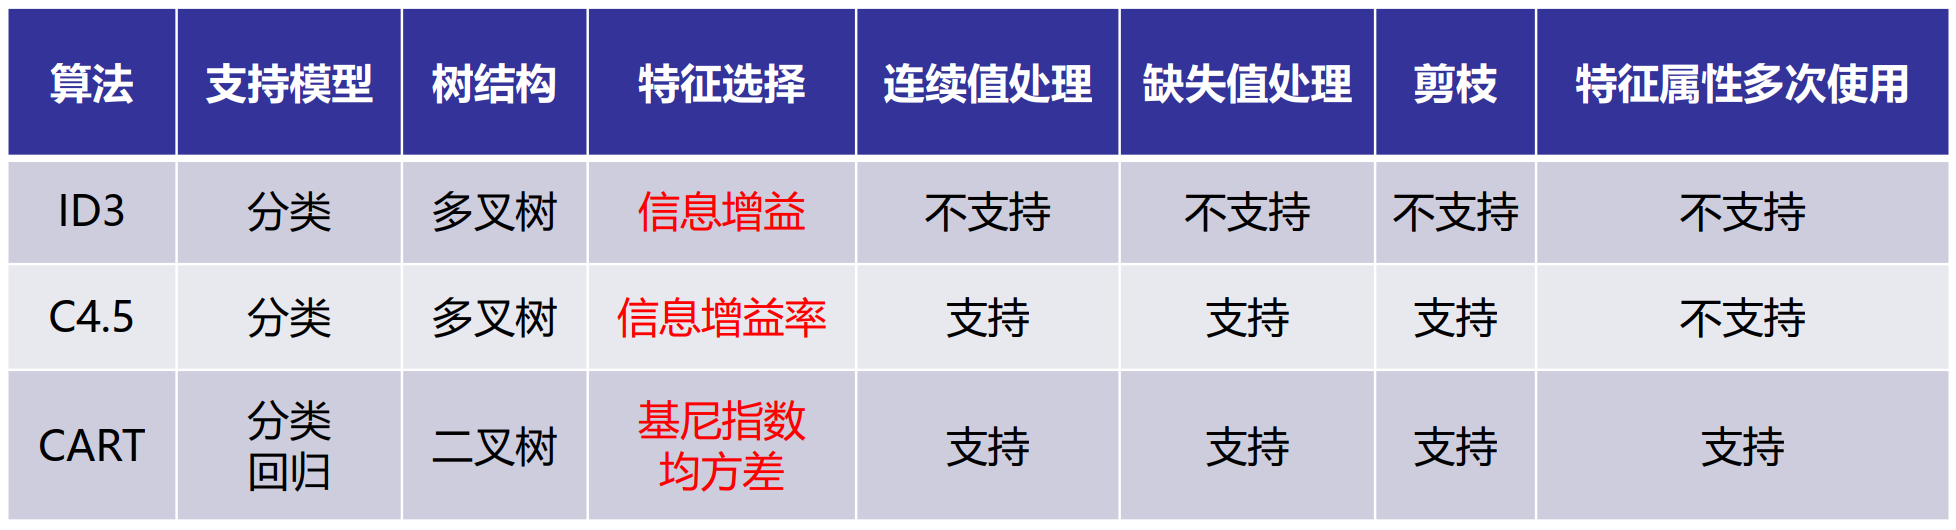 算法 支持模型 树结构 特征选择 连续值处理 缺失值处理 剪枝 特征属性多次使用
ID3 分类 多叉树 信息增益 不支持 不支持 不支持 不支持
C4.5 分类 多叉树 信息增益率 支持 支持 支持 不支持
CART 分类 二叉树 基尼指数 支持 支持 支持 支持
回归 均方差